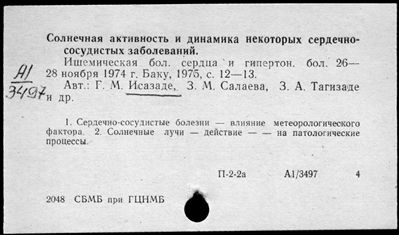 Солнечная активность и динамика некоторых сердечно-
сосудистых заболеваний.
Ишемическая бол. сердца и гипертон. бол. 26—
28 ноября 1974 г. Баку, 1975, с. 12—13.
А1/3497
Авт.: Г. М. Исазаде, З. М. Салаева, З. А. Тагизаде
и др.
1. Сердечно-сосудистые болезни — влияние метеорологического
фактора. 2. Солнечные лучи — действие — — на патологические
процессы.
П-2-2а А1/3497 4
2048 СБМБ при ГЦНМБ